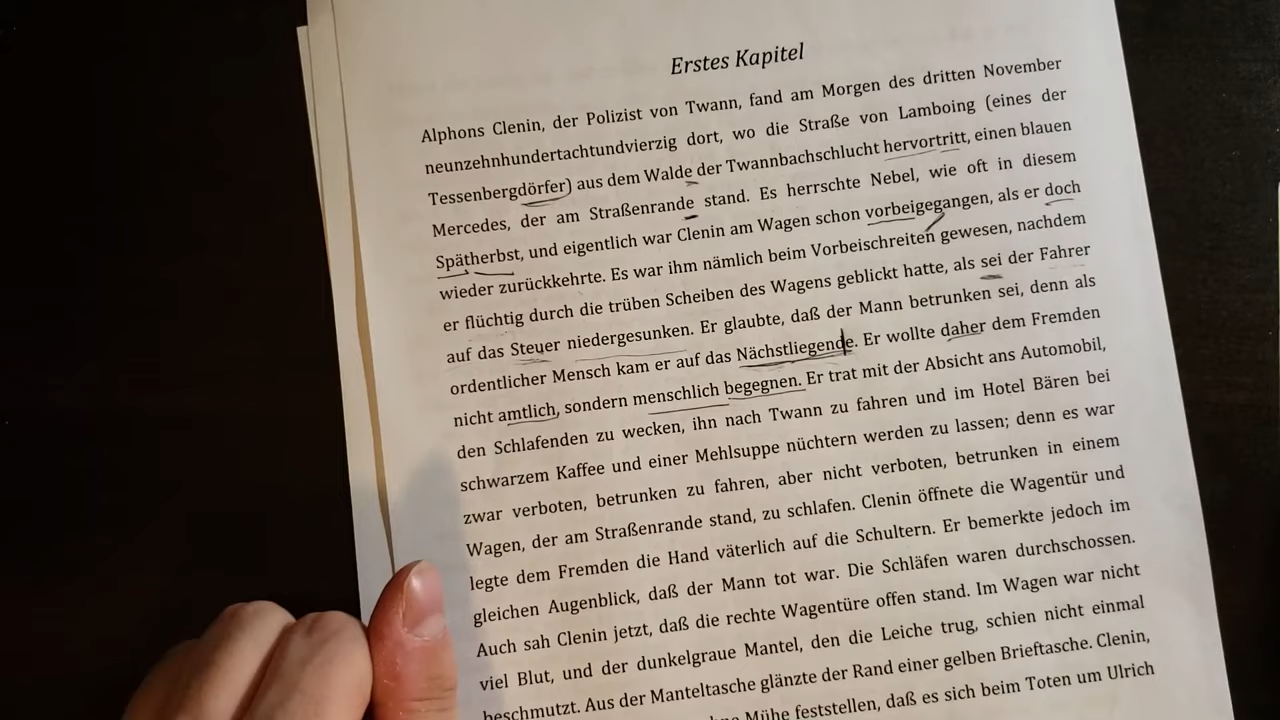 Erstes Kapitel
Alphons Clenin, der Polizist von Twann, fand am Morgen des dritten November
neunzehnhundertachtundvierzig dort, wo die Straße von Lamboing (eines der
Tessenbergdörfer) aus dem Walde der Twannbachschlucht hervortritt, einen blauen
Mercedes, der am Straßenrande stand. Es herrschte Nebel, wie oft in diesem
Spätherbst, und eigentlich war Clenin am Wagen schon vorbeigegangen, als er doch
wieder zurückkehrte. Es war ihm nämlich beim Vorbeischreiten gewesen, nachdem
er flüchtig durch die trüben Scheiben des Wagens geblickt hatte, als sei der Fahrer
auf das Steuer niedergesunken. Er glaubte, daß der Mann betrunken sei, denn als
ordentlicher Mensch kam er auf das Nächstliegende. Er wollte daher dem Fremden
nicht amtlich, sondern menschlich begegnen. Er trat mit der Absicht ans Automobil,
den Schlafenden zu wecken, ihn nach Twann zu fahren und im Hotel Bären bei
schwarzem Kaffee und einer Mehlsuppe nüchtern werden zu lassen; denn es war
zwar verboten, betrunken zu fahren, aber nicht verboten, betrunken in einem
Wagen, der am Straßenrande stand, zu schlafen. Clenin öffnete die Wagentür und
legte dem Fremden die Hand väterlich auf die Schultern. Er bemerkte jedoch im
gleichen Augenblick, daß der Mann tot war. Die Schläfen waren durchschossen.
Auch sah Clenin jetzt, daß die rechte Wagentüre offen stand. Im Wagen war nicht
viel Blut, und der dunkelgraue Mantel, den die Leiche trug, schien nicht einmal
beschmutzt. Aus der Manteltasche glänzte der Rand einer gelben Brieftasche. Clenin,
Mühe feststellen, daß es sich beim Toten um Ulrich